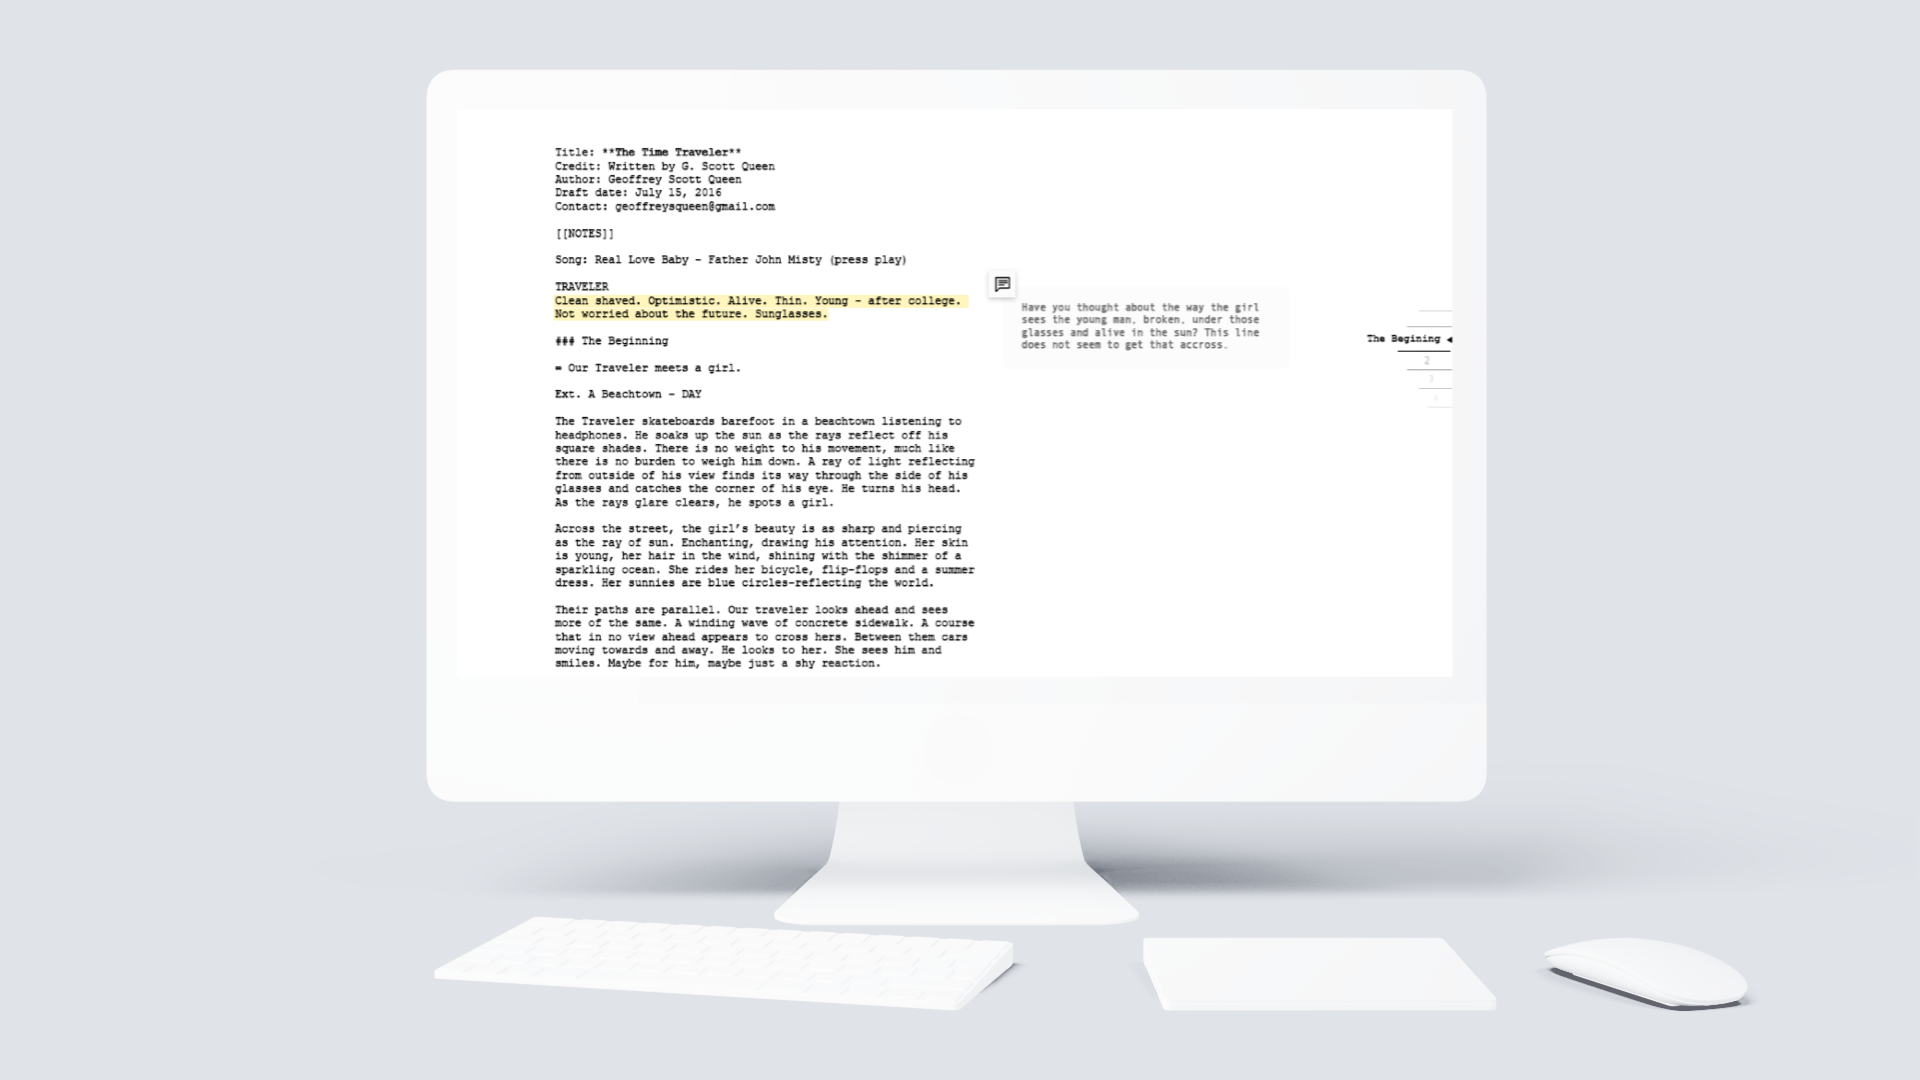 Title: **The Time Traveler**
Credit: Written by G. Scott Queen
Author: Geoffrey Scott Queen
Draft date: July 15, 2016
Contact: geoffreysqueen@gmail.com
[[NOTES]]
Song: Real Love Baby - Father John Misty (press play)
TRAVELER
Clean shaved. Optimistic. Alive. Thin. Young - after college.
Not worried about the future. Sunglasses.
### The Beginning
= Our Traveler meets a girl.
Ext. A Beachtown - DAY
The Traveler skateboards barefoot in a beachtown listening to
headphones. He soaks up the sun as the rays reflect off his
square shades. There is no weight to his movement, much like
there is no burden to weigh him down. A ray of light reflecting
from outside of his view finds its way through the side of his
glasses and catches the corner of his eye. He turns his head.
As the rays glare clears, he spots a girl.
Across the street, the girl’s beauty is as sharp and piercing
as the ray of sun. Enchanting, drawing his attention. Her skin
is young, her hair in the wind, shining with the shimmer of a
sparkling ocean. She rides her bicycle, flip-flops and a summer
dress. Her sunnies are blue circles-reflecting the world.
Their paths are parallel. Our traveler looks ahead and sees
more of the same. A winding wave of concrete sidewalk. A course
that in no view ahead appears to cross hers. Between them cars
moving towards and away. He looks to her. She sees him and
smiles. Maybe for him, maybe just a shy reaction.
Have you thought about the way the girl
sees the young man, broken, under those
glasses and alive in the sun? This line
does not seem to get that accross.
The Begining
2
3
4